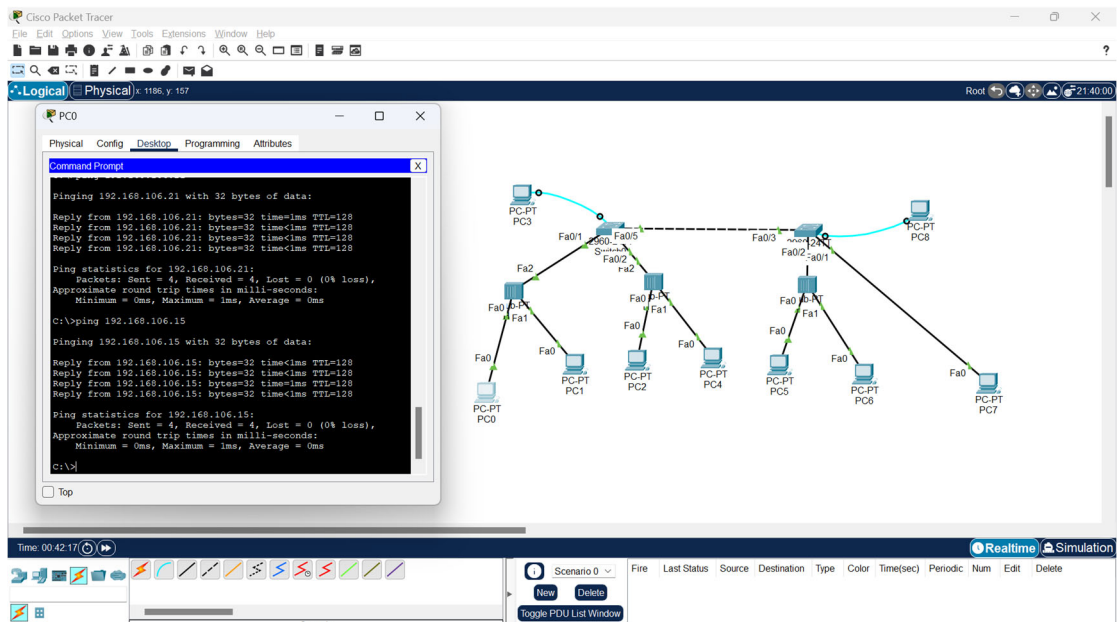 Cisco Packet Tracer
File Edit Options View Tools Extensions Window Help
?
Logical Physical x: 1186, y: 157
Root 21:40:00
PC0
Physical Config Desktop Programming Attributes
Command Prompt X
Pinging 192.168.106.21 with 32 bytes of data:
Reply from 192.168.106.21: bytes=32 time=1ms TTL=128
Reply from 192.168.106.21: bytes=32 time<1ms TTL=128
Reply from 192.168.106.21: bytes=32 time<1ms TTL=128
Reply from 192.168.106.21: bytes=32 time<1ms TTL=128
Ping statistics for 192.168.106.21:
Packets: Sent = 4, Received = 4, Lost = 0 (0% loss),
Approximate round trip times in milli-seconds:
Minimum = 0ms, Maximum = 1ms, Average = 0ms
C:\>ping 192.168.106.15
Pinging 192.168.106.15 with 32 bytes of data:
Reply from 192.168.106.15: bytes=32 time<1ms TTL=128
Reply from 192.168.106.15: bytes=32 time<1ms TTL=128
Reply from 192.168.106.15: bytes=32 time=1ms TTL=128
Reply from 192.168.106.15: bytes=32 time<1ms TTL=128
Ping statistics for 192.168.106.15:
Packets: Sent = 4, Received = 4, Lost = 0 (0% loss),
Approximate round trip times in milli-seconds:
Minimum = 0ms, Maximum = 1ms, Average = 0ms
C:\>
Top
PC-PT
PC3
Fa0/1
Fa0/5
Fa0/2
Fa2
Fa2
Fa0
Fa1
Fa0
Fa0
PC-PT
PC0
PC-PT
PC1
Fa0
Fa1
Fa0
Fa0
PC-PT
PC2
PC-PT
PC4
Fa0/3
Fa0/2
Fa0/1
PC-PT
PC8
Fa0
Fa1
Fa0
Fa0
PC-PT
PC5
PC-PT
PC6
Fa0
PC-PT
PC7
Time: 00:42:17
Realtime Simulation
Scenario 0
New Delete
Toggle PDU List Window
Fire Last Status Source Destination Type Color Time(sec) Periodic Num Edit Delete